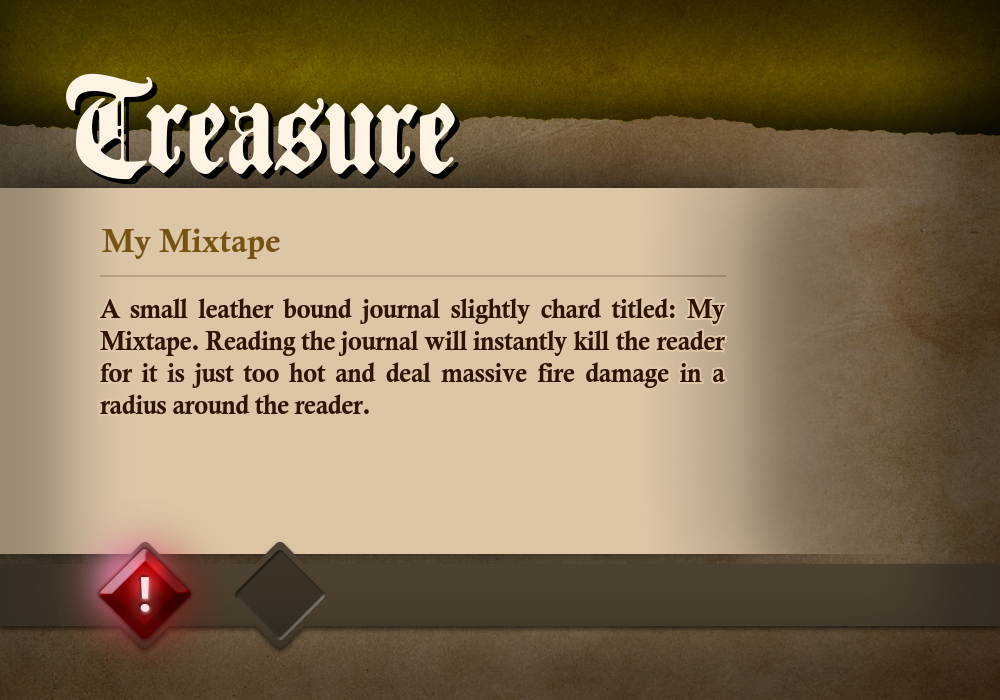 Treasure
My Mixtape
A small leather bound journal slightly chard titled: My
Mixtape. Reading the journal will instantly kill the reader
for it is just too hot and deal massive fire damage in a
radius around the reader.
!